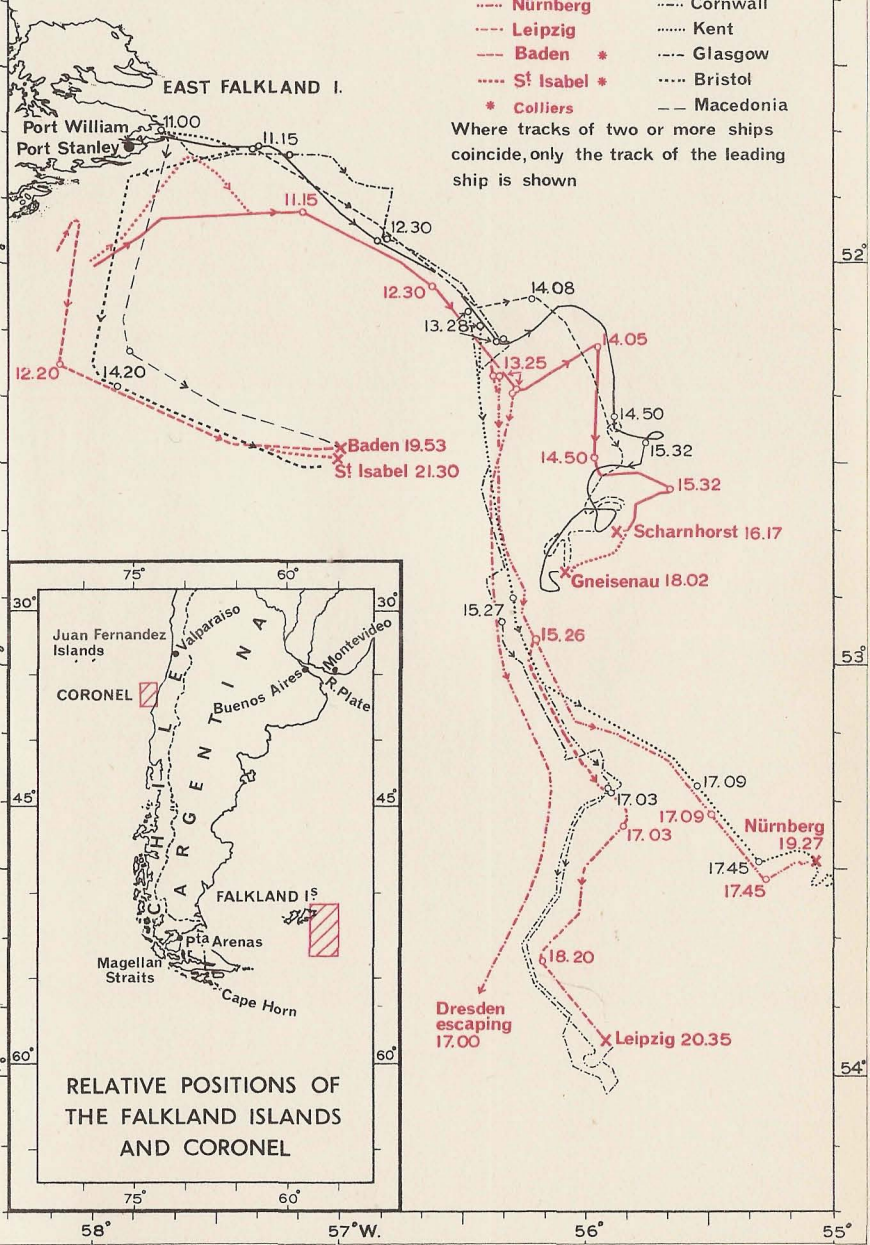 Nürnberg
Leipzig
Baden *
St Isabel *
* Colliers
Cornwall
Kent
Glasgow
Bristol
Macedonia
Where tracks of two or more ships
coincide, only the track of the leading
ship is shown
EAST FALKLAND I.
Port William
Port Stanley
11.00
11.15
11.15
12.30
12.30
52°
14.08
13.28
14.05
13.25
12.20
14.20
14.50
15.32
Baden 19.53
St Isabel 21.30
14.50
15.32
Scharnhorst 16.17
Gneisenau 18.02
15.27
15.26
53°
17.09
17.03
17.09
17.03
Nürnberg
19.27
17.45
17.45
18.20
Dresden
escaping
17.00
Leipzig 20.35
54°
75°
60°
30°
30°
Juan Fernandez
Islands
Valparaiso
Montevideo
CORONEL
Buenos Aires
R. Plate
CHILE
ARGENTINA
45°
45°
FALKLAND Is
Pta Arenas
Magellan
Straits
Cape Horn
60°
60°
RELATIVE POSITIONS OF
THE FALKLAND ISLANDS
AND CORONEL
75°
60°
58°
57°W.
56°
55°